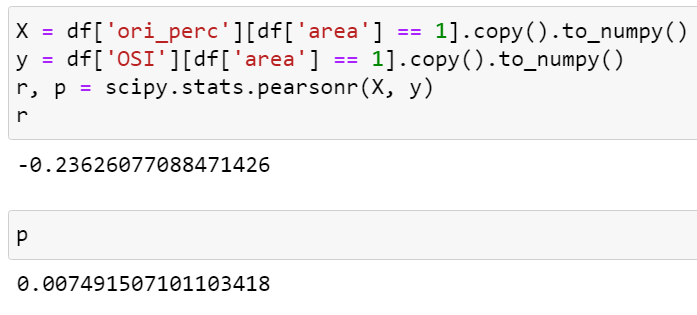 X = df['ori_perc'][df['area'] == 1].copy().to_numpy()
y = df['OSI'][df['area'] == 1].copy().to_numpy()
r, p = scipy.stats.pearsonr(X, y)
r
-0.23626077088471426
p
0.007491507101103418